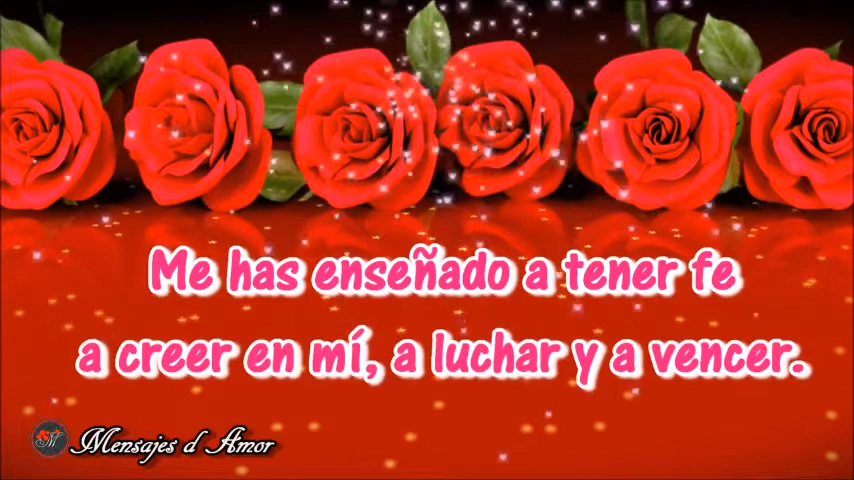 Me has enseñado a tener fe
a creer en mí, a luchar y a vencer.
Mensajes d Amor